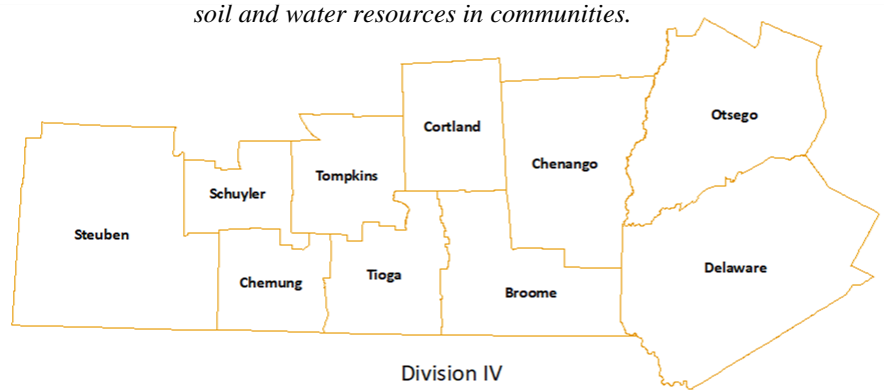 soil and water resources in communities.
Otsego
Cortland
Chenango
Tompkins
Schuyler
Steuben
Delaware
Tioga
Chemung
Broome
Division IV